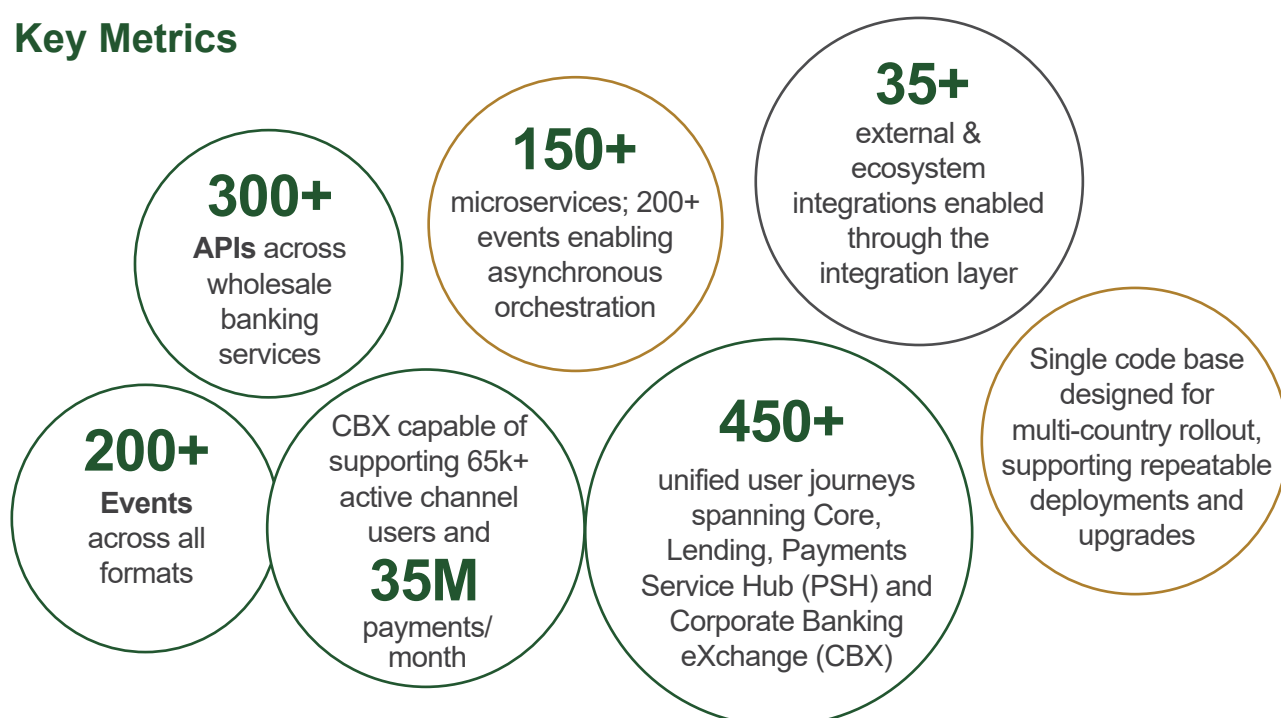 Key Metrics
300+
APIs across
wholesale
banking
services
150+
microservices; 200+
events enabling
asynchronous
orchestration
35+
external &
ecosystem
integrations enabled
through the
integration layer
200+
Events
across all
formats
CBX capable of
supporting 65k+
active channel
users and
35M
payments/
month
450+
unified user journeys
spanning Core,
Lending, Payments
Service Hub (PSH) and
Corporate Banking
eXchange (CBX)
Single code base
designed for
multi-country rollout,
supporting repeatable
deployments and
upgrades